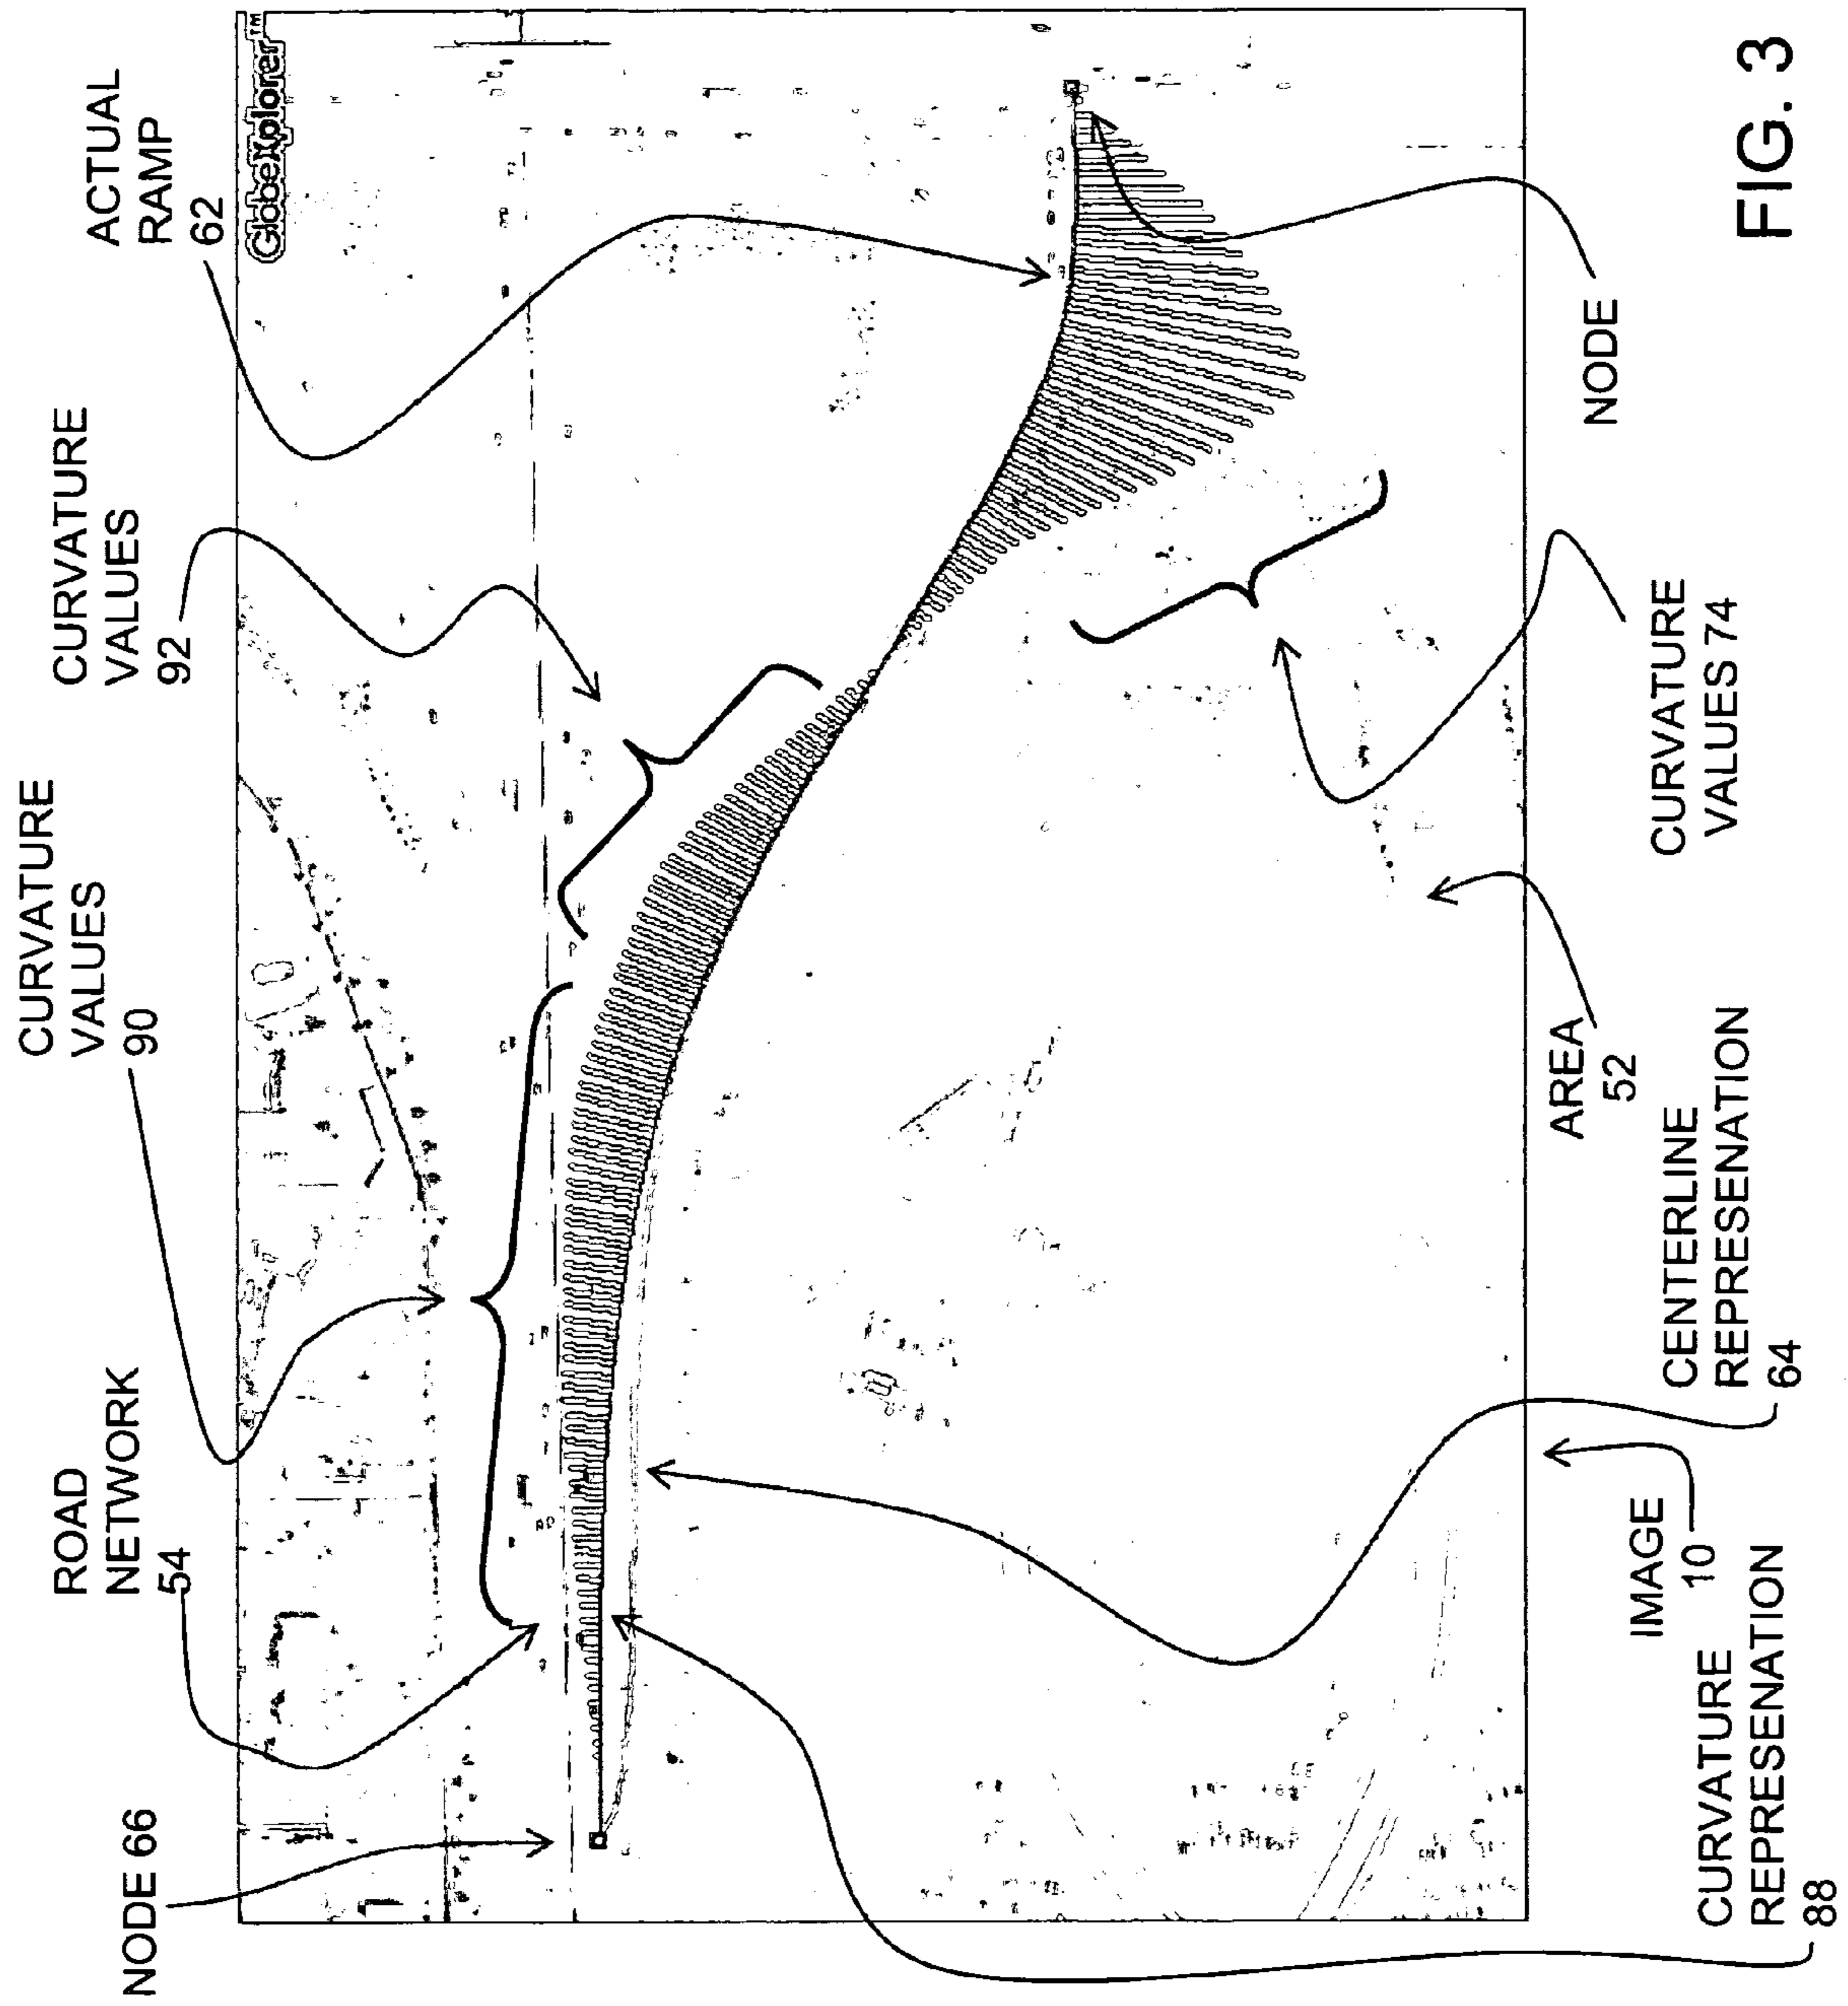 NODE 66
ROAD
NETWORK
54
CURVATURE
VALUES
90
CURVATURE
VALUES
92
ACTUAL
RAMP
62
GlobeXplorer™
CURVATURE
REPRESENATION
88
IMAGE
10
CENTERLINE
REPRESENATION
64
AREA
52
CURVATURE
VALUES 74
NODE
FIG. 3